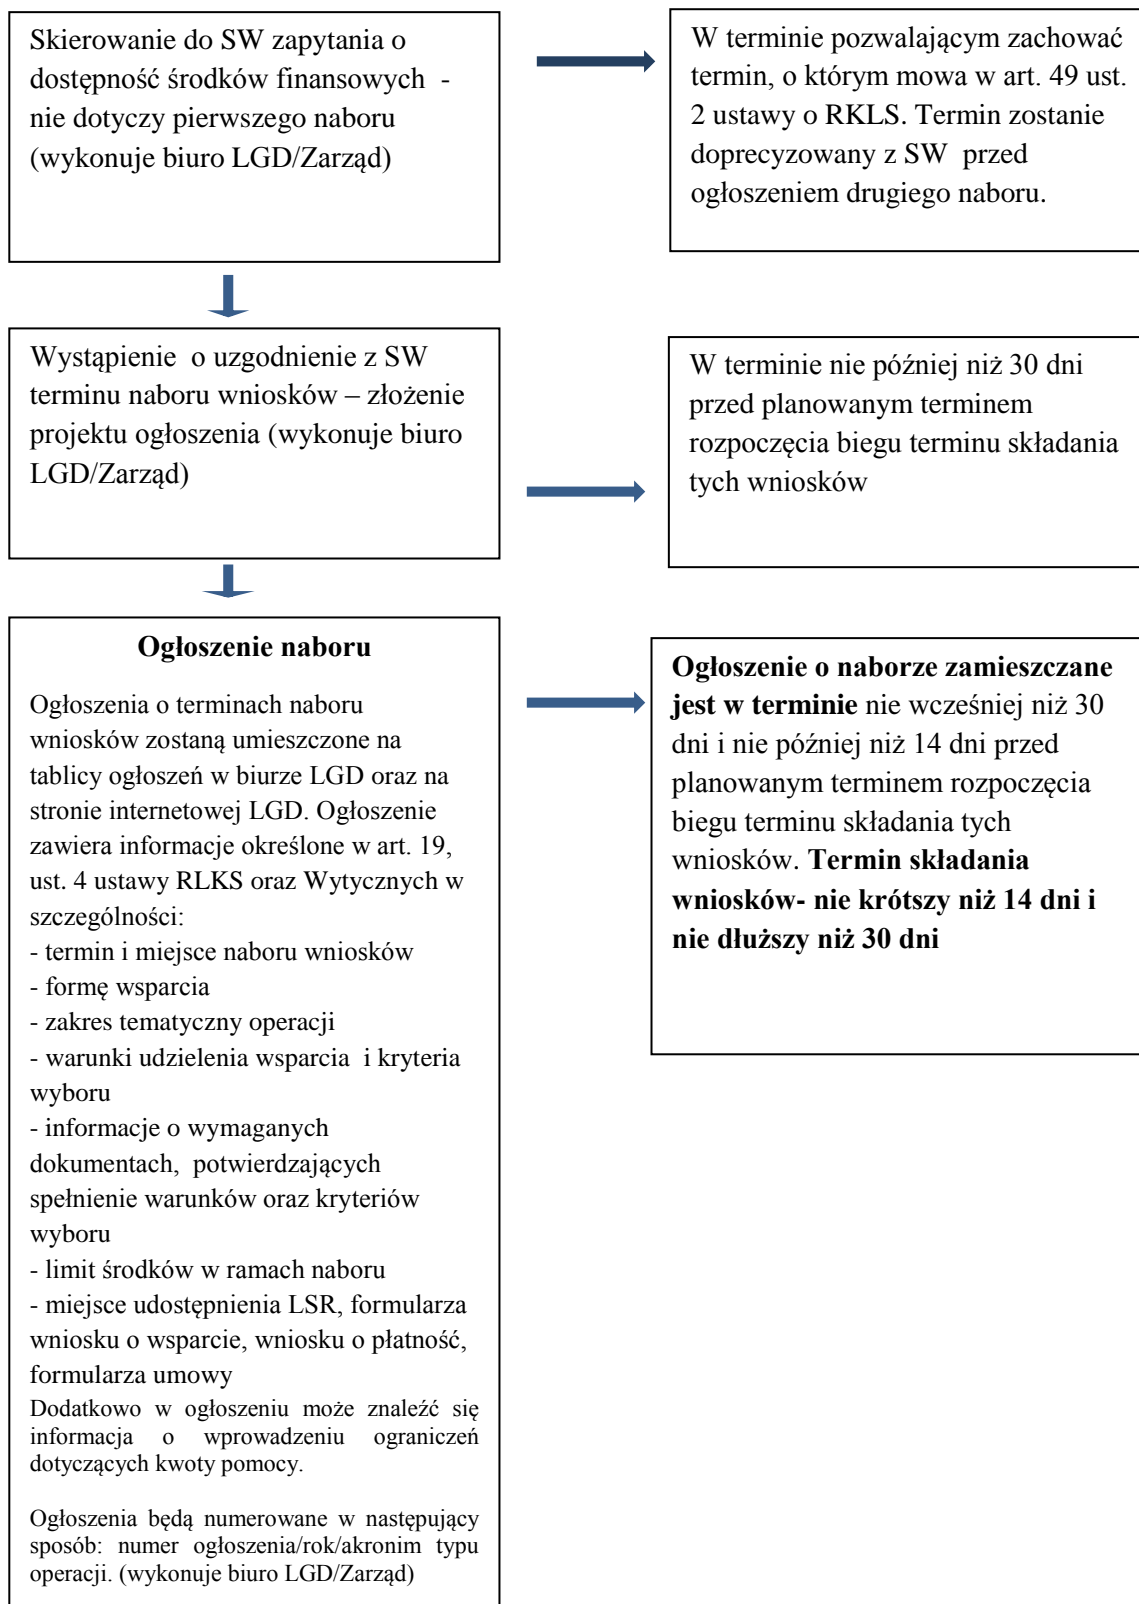 Skierowanie do SW zapytania o
dostępność środków finansowych -
nie dotyczy pierwszego naboru
(wykonuje biuro LGD/Zarząd)
W terminie pozwalającym zachować
termin, o którym mowa w art. 49 ust.
2 ustawy o RKLS. Termin zostanie
doprecyzowany z SW przed
ogłoszeniem drugiego naboru.
Wystąpienie o uzgodnienie z SW
terminu naboru wniosków – złożenie
projektu ogłoszenia (wykonuje biuro
LGD/Zarząd)
W terminie nie później niż 30 dni
przed planowanym terminem
rozpoczęcia biegu terminu składania
tych wniosków
Ogłoszenie naboru
Ogłoszenia o terminach naboru
wniosków zostaną umieszczone na
tablicy ogłoszeń w biurze LGD oraz na
stronie internetowej LGD. Ogłoszenie
zawiera informacje określone w art. 19,
ust. 4 ustawy RLKS oraz Wytycznych w
szczególności:
- termin i miejsce naboru wniosków
- formę wsparcia
- zakres tematyczny operacji
- warunki udzielenia wsparcia i kryteria
wyboru
- informacje o wymaganych
dokumentach, potwierdzających
spełnienie warunków oraz kryteriów
wyboru
- limit środków w ramach naboru
- miejsce udostępnienia LSR, formularza
wniosku o wsparcie, wniosku o płatność,
formularza umowy
Dodatkowo w ogłoszeniu może znaleźć się
informacja o wprowadzeniu ograniczeń
dotyczących kwoty pomocy.
Ogłoszenia będą numerowane w następujący
sposób: numer ogłoszenia/rok/akronim typu
operacji. (wykonuje biuro LGD/Zarząd)
Ogłoszenie o naborze zamieszczane
jest w terminie nie wcześniej niż 30
dni i nie później niż 14 dni przed
planowanym terminem rozpoczęcia
biegu terminu składania tych
wniosków. Termin składania
wniosków- nie krótszy niż 14 dni i
nie dłuższy niż 30 dni